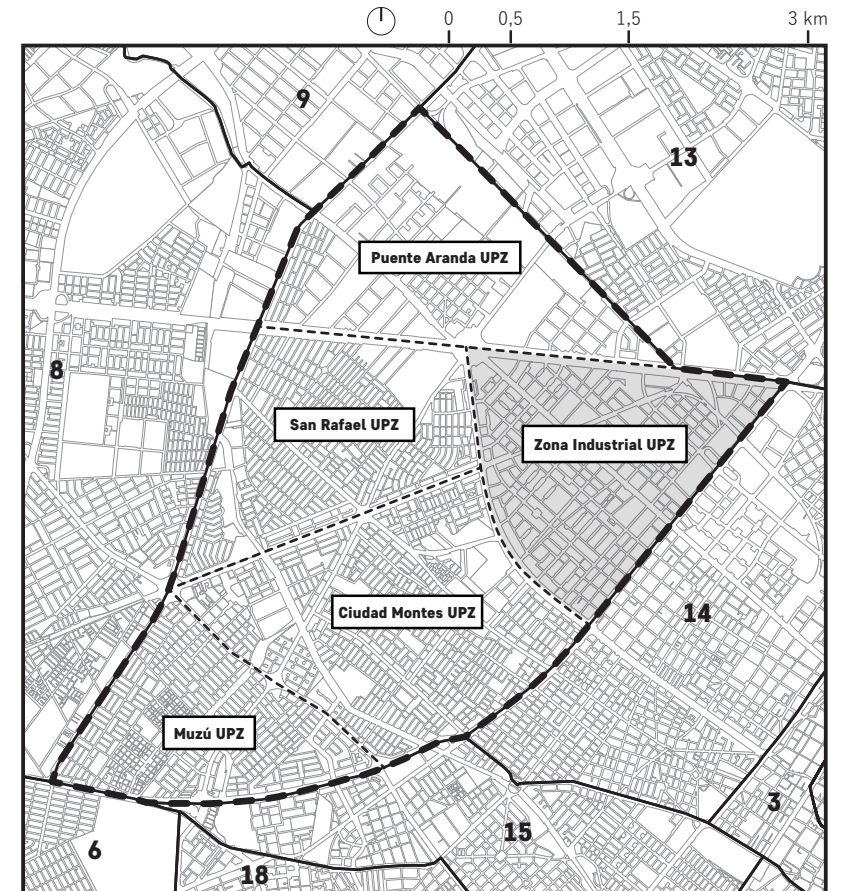 0 0,5 1,5 3 km
9
13
Puente Aranda UPZ
8
San Rafael UPZ
Zona Industrial UPZ
Ciudad Montes UPZ
14
Muzú UPZ
3
15
6
18